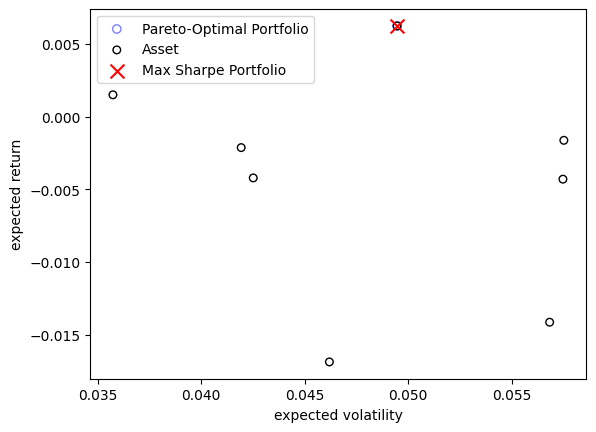 Pareto-Optimal Portfolio
Asset
Max Sharpe Portfolio
0.005
0.000
−0.005
−0.010
−0.015
expected return
0.035
0.040
0.045
0.050
0.055
expected volatility